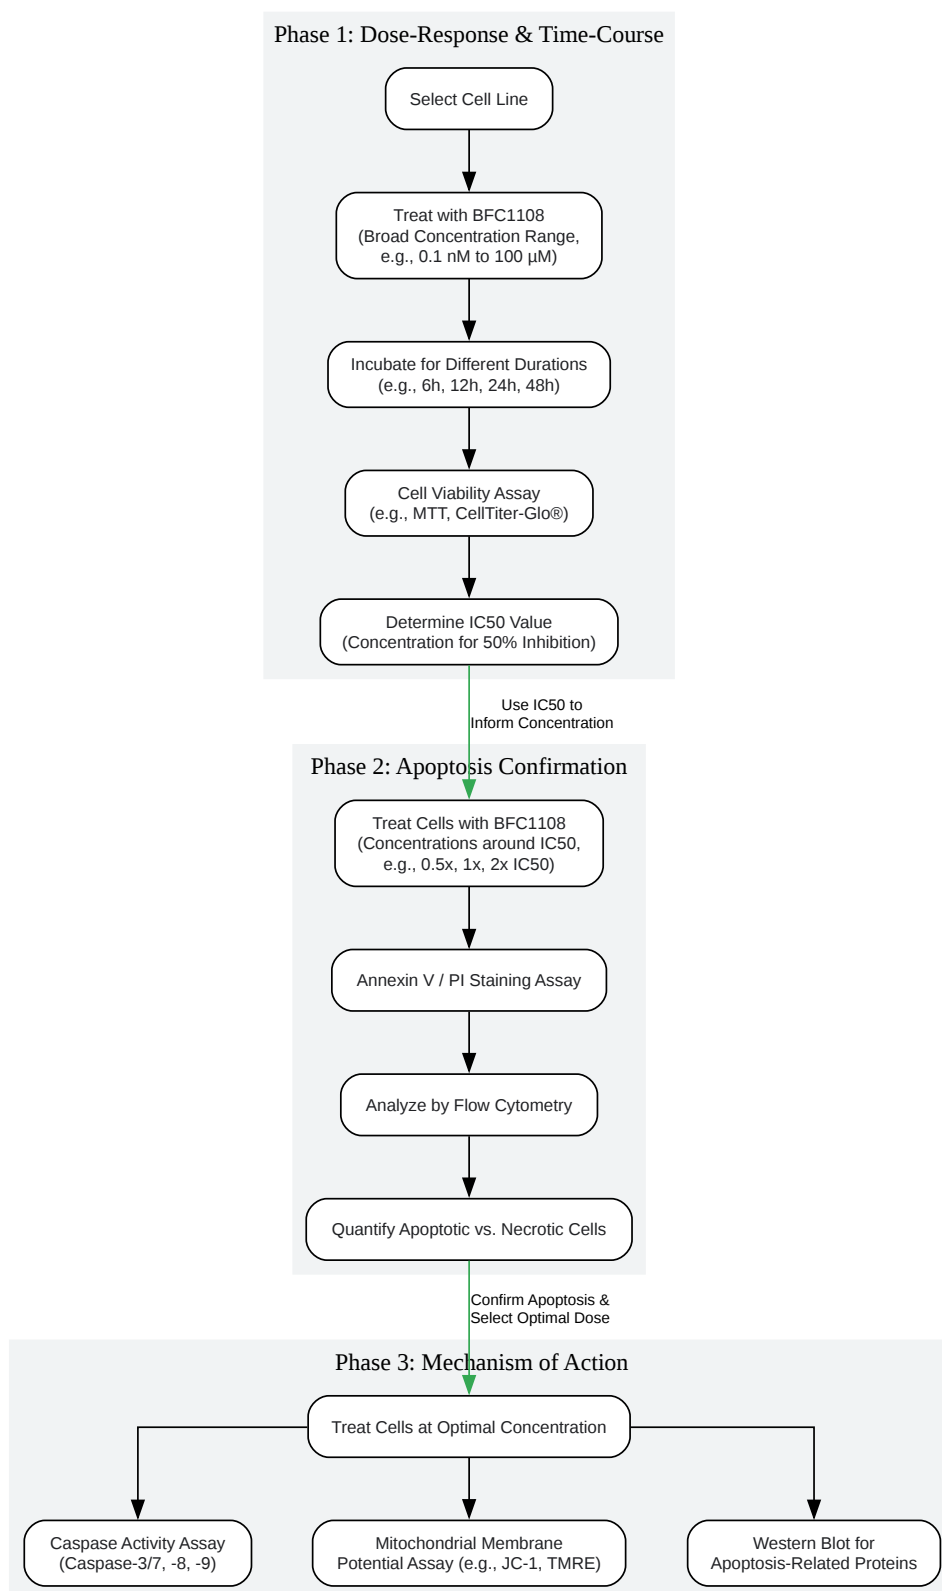 Phase 1: Dose-Response & Time-Course
Select Cell Line
Treat with BFC1108
(Broad Concentration Range,
e.g., 0.1 nM to 100 µM)
Incubate for Different Durations
(e.g., 6h, 12h, 24h, 48h)
Cell Viability Assay
(e.g., MTT, CellTiter-Glo®)
Determine IC50 Value
(Concentration for 50% Inhibition)
Use IC50 to
Inform Concentration
Phase 2: Apoptosis Confirmation
Treat Cells with BFC1108
(Concentrations around IC50,
e.g., 0.5x, 1x, 2x IC50)
Annexin V / PI Staining Assay
Analyze by Flow Cytometry
Quantify Apoptotic vs. Necrotic Cells
Confirm Apoptosis &
Select Optimal Dose
Phase 3: Mechanism of Action
Treat Cells at Optimal Concentration
Caspase Activity Assay
(Caspase-3/7, -8, -9)
Mitochondrial Membrane
Potential Assay (e.g., JC-1, TMRE)
Western Blot for
Apoptosis-Related Proteins